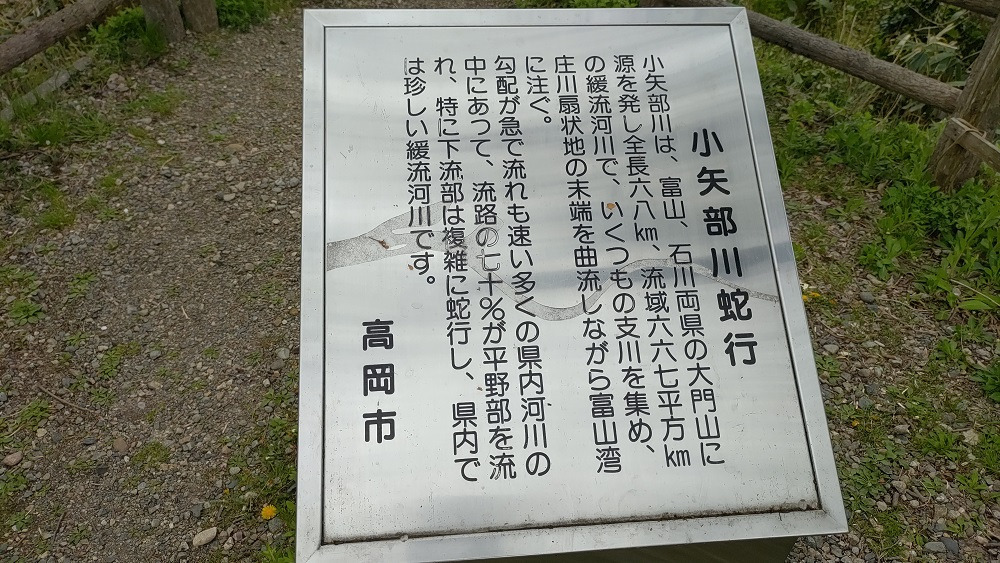 小矢部川蛇行
小矢部川は、富山、石川両県の大門山に
源を発し全長六八㎞、流域六六七平方㎞
の緩流河川で、いくつもの支川を集め、
庄川扇状地の末端を曲流しながら富山湾
に注ぐ。
勾配が急で流れも速い多くの県内河川の
中にあつて、流路の七十%が平野部を流
れ、特に下流部は複雑に蛇行し、県内で
は珍しい緩流河川です。
高岡市